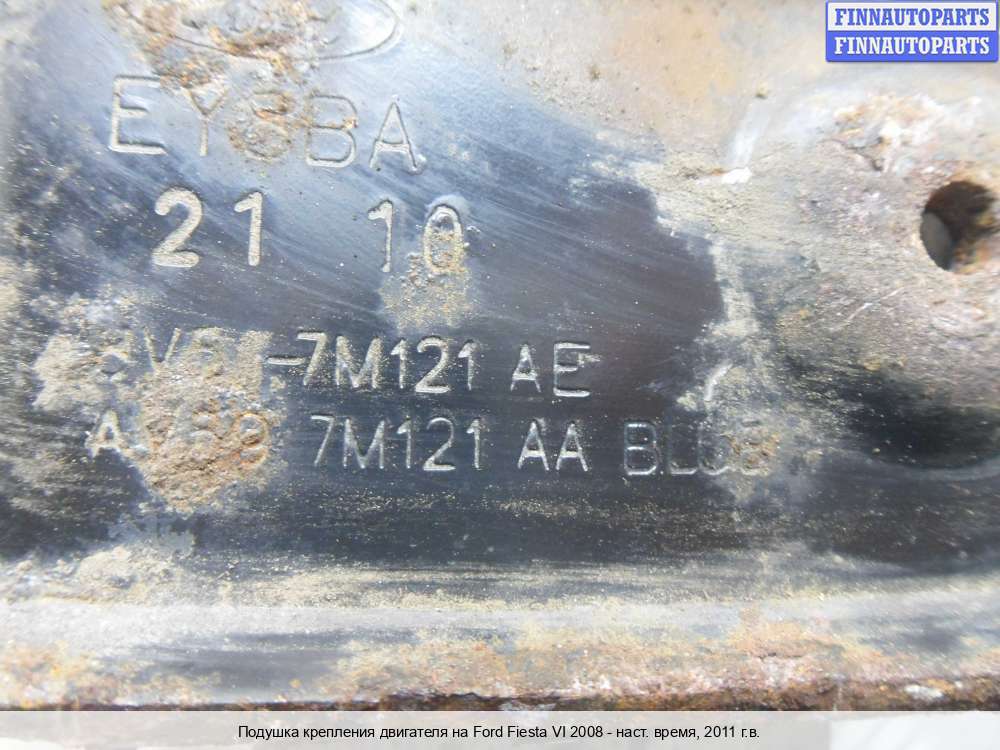 FINNAUTOPARTS
FINNAUTOPARTS
EY6BA
21 10
7M121 AE
7M121 AA
Подушка крепления двигателя на Ford Fiesta VI 2008 - наст. время, 2011 г.в.